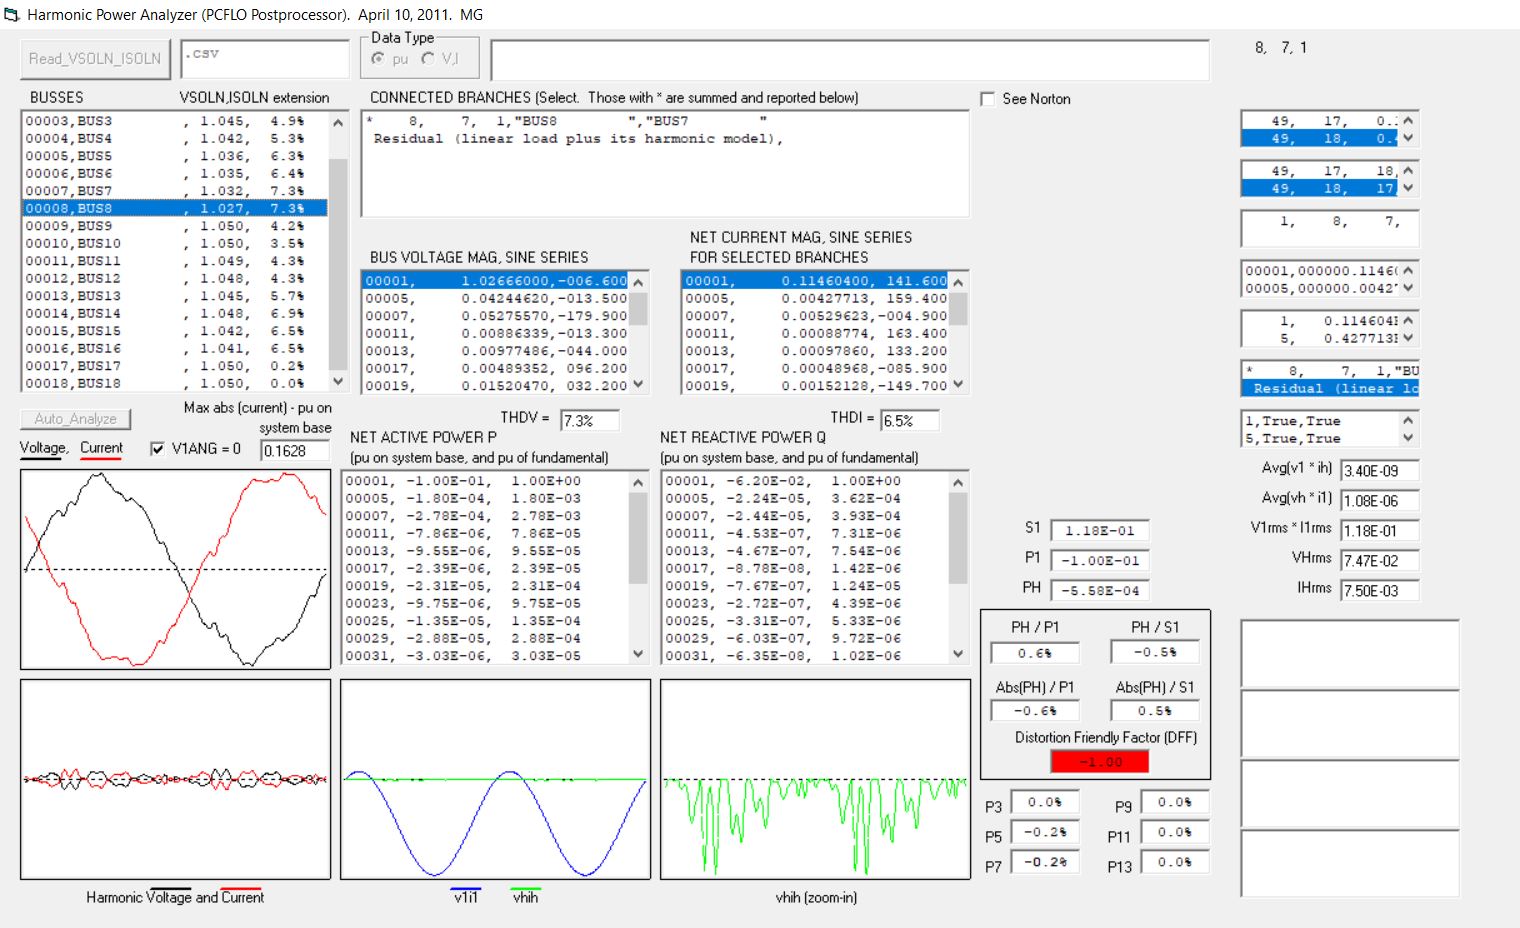 Harmonic Power Analyzer (PCFLO Postprocessor).  April 10, 2011.  MG
Read_VSOLN_ISOLN
.csv
Data Type
pu
V,I
8,  7, 1
BUSSES
VSOLN,ISOLN extension
CONNECTED BRANCHES (Select.  Those with * are summed and reported below)
See Norton
00003,BUS3 , 1.045, 4.9%
00004,BUS4 , 1.042, 5.3%
00005,BUS5 , 1.036, 6.3%
00006,BUS6 , 1.035, 6.4%
00007,BUS7 , 1.032, 7.3%
00008,BUS8 , 1.027, 7.3%
00009,BUS9 , 1.050, 4.2%
00010,BUS10 , 1.050, 3.5%
00011,BUS11 , 1.049, 4.3%
00012,BUS12 , 1.048, 4.3%
00013,BUS13 , 1.045, 5.7%
00014,BUS14 , 1.048, 6.9%
00015,BUS15 , 1.042, 6.5%
00016,BUS16 , 1.041, 6.5%
00017,BUS17 , 1.050, 0.2%
00018,BUS18 , 1.050, 0.0%
* 8, 7, 1,"BUS8 ","BUS7 "
Residual (linear load plus its harmonic model),
BUS VOLTAGE MAG, SINE SERIES
00001, 1.02666000,-006.600
00005, 0.04244620,-013.500
00007, 0.05275570,-179.900
00011, 0.00886339,-013.300
00013, 0.00977486,-044.000
00017, 0.00489352, 096.200
00019, 0.01520470, 032.200
NET CURRENT MAG, SINE SERIES
FOR SELECTED BRANCHES
00001, 0.11460400, 141.600
00005, 0.00427713, 159.400
00007, 0.00529623,-004.900
00011, 0.00088774, 163.400
00013, 0.00097860, 133.200
00017, 0.00048968,-085.900
00019, 0.00152128,-149.700
49, 17,
49, 18,
49, 17, 18,
49, 18, 17
1, 8, 7,
00001,000000.1146
00005,000000.0042
1, 0.114604
5, 0.427713
* 8, 7, 1,"BU
Residual (linear lo
1,True,True
5,True,True
Auto_Analyze
Max abs (current) - pu on
system base
Voltage,
Current
V1ANG = 0
0.1628
THDV =
7.3%
THDI =
6.5%
NET ACTIVE POWER P
(pu on system base, and pu of fundamental)
00001, -1.00E-01, 1.00E+00
00005, -1.80E-04, 1.80E-03
00007, -2.78E-04, 2.78E-03
00011, -7.86E-06, 7.86E-05
00013, -9.55E-06, 9.55E-05
00017, -2.39E-06, 2.39E-05
00019, -2.31E-05, 2.31E-04
00023, -9.75E-06, 9.75E-05
00025, -1.35E-05, 1.35E-04
00029, -2.88E-05, 2.88E-04
00031, -3.03E-06, 3.03E-05
NET REACTIVE POWER Q
(pu on system base, and pu of fundamental)
00001, -6.20E-02, 1.00E+00
00005, -2.24E-05, 3.62E-04
00007, -2.44E-05, 3.93E-04
00011, -4.53E-07, 7.31E-06
00013, -4.67E-07, 7.54E-06
00017, -8.78E-08, 1.42E-06
00019, -7.67E-07, 1.24E-05
00023, -2.72E-07, 4.39E-06
00025, -3.31E-07, 5.33E-06
00029, -6.03E-07, 9.72E-06
00031, -6.35E-08, 1.02E-06
Avg(v1 * ih) 3.40E-09
Avg(vh * i1) 1.08E-06
V1rms * I1rms 1.18E-01
VHrms 7.47E-02
IHrms 7.50E-03
S1 1.18E-01
P1 -1.00E-01
PH -5.58E-04
PH / P1
PH / S1
0.6%
-0.5%
Abs(PH) / P1
Abs(PH) / S1
-0.6%
0.5%
Distortion Friendly Factor (DFF)
-1.00
P3 0.0% P9 0.0%
P5 -0.2% P11 0.0%
P7 -0.2% P13 0.0%
Harmonic Voltage and Current
v1i1
vhih
vhih (zoom-in)